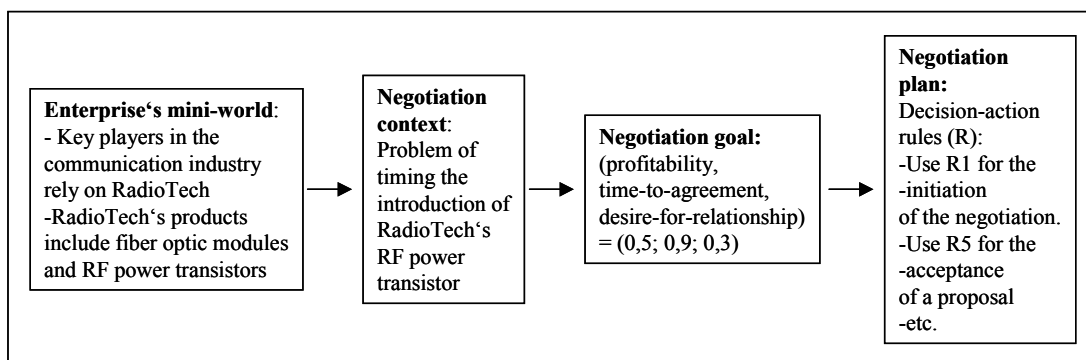 Enterprise‘s mini-world:
- Key players in the
communication industry
rely on RadioTech
-RadioTech‘s products
include fiber optic modules
and RF power transistors
Negotiation
context:
Problem of
timing the
introduction of
RadioTech‘s
RF power
transistor
Negotiation goal:
(profitability,
time-to-agreement,
desire-for-relationship)
= (0,5; 0,9; 0,3)
Negotiation
plan:
Decision-action
rules (R):
-Use R1 for the
-initiation
of the negotiation.
-Use R5 for the
-acceptance
of a proposal
-etc.